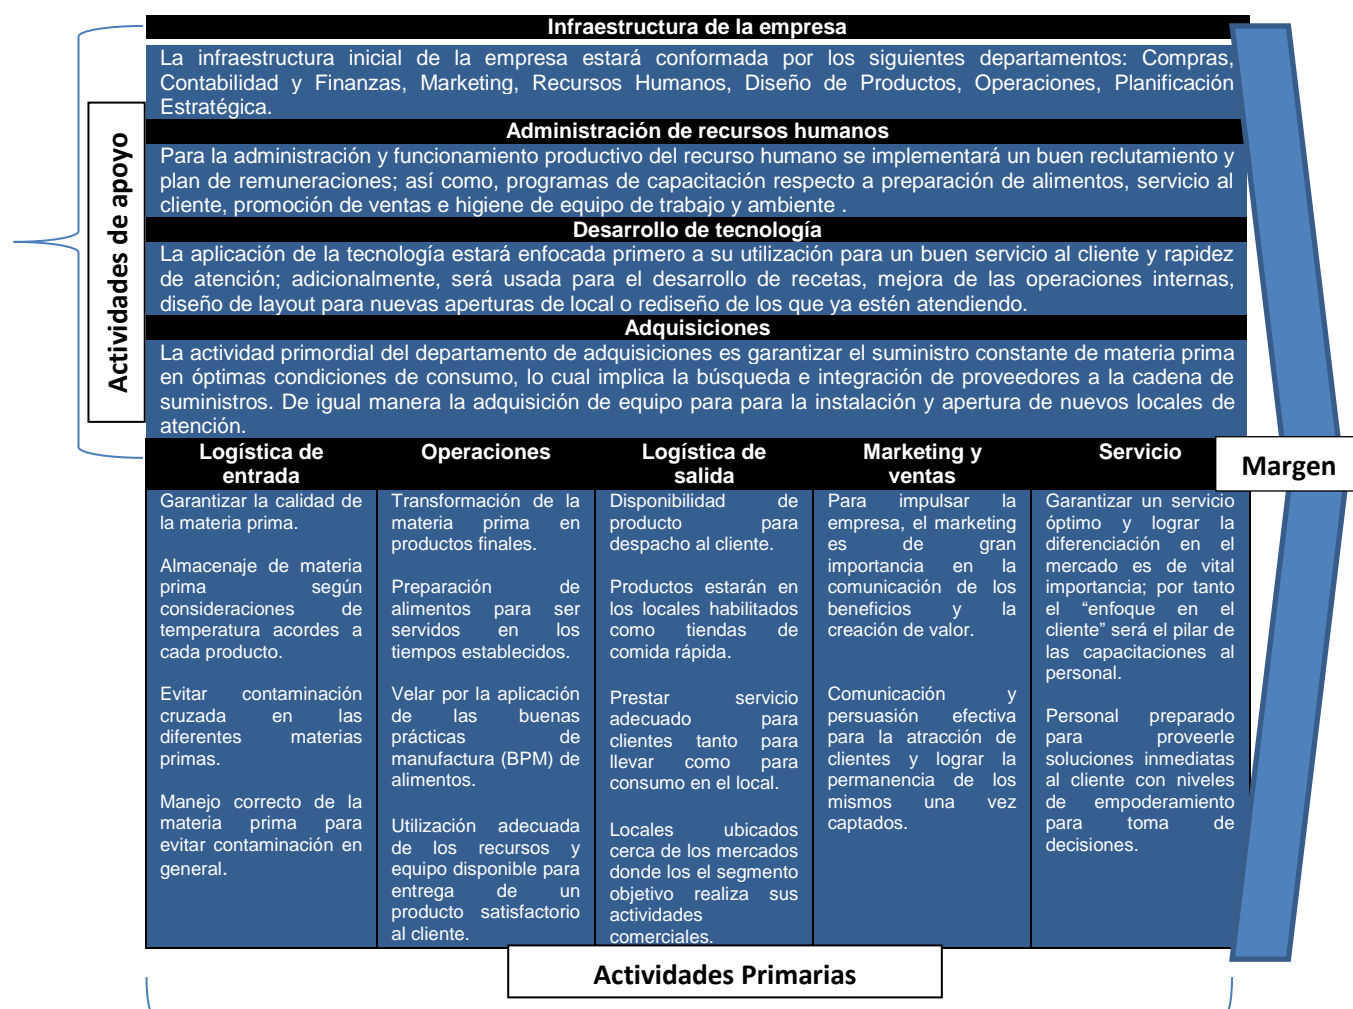 Infraestructura de la empresa
La infraestructura inicial de la empresa estará conformada por los siguientes departamentos: Compras,
Contabilidad y Finanzas, Marketing, Recursos Humanos, Diseño de Productos, Operaciones, Planificación
Estratégica.
Administración de recursos humanos
Para la administración y funcionamiento productivo del recurso humano se implementará un buen reclutamiento y
plan de remuneraciones; así como, programas de capacitación respecto a preparación de alimentos, servicio al
cliente, promoción de ventas e higiene de equipo de trabajo y ambiente .
Desarrollo de tecnología
La aplicación de la tecnología estará enfocada primero a su utilización para un buen servicio al cliente y rapidez
de atención; adicionalmente, será usada para el desarrollo de recetas, mejora de las operaciones internas,
diseño de layout para nuevas aperturas de local o rediseño de los que ya estén atendiendo.
Adquisiciones
La actividad primordial del departamento de adquisiciones es garantizar el suministro constante de materia prima
en óptimas condiciones de consumo, lo cual implica la búsqueda e integración de proveedores a la cadena de
suministros. De igual manera la adquisición de equipo para para la instalación y apertura de nuevos locales de
atención.
Actividades de apoyo
Logística de
entrada
Garantizar la calidad de
la materia prima.
Almacenaje de materia
prima según
consideraciones de
temperatura acordes a
cada producto.
Evitar contaminación
cruzada en las
diferentes materias
primas.
Manejo correcto de la
materia prima para
evitar contaminación en
general.
Operaciones
Transformación de la
materia prima en
productos finales.
Preparación de
alimentos para ser
servidos en los
tiempos establecidos.
Velar por la aplicación
de las buenas
prácticas de
manufactura (BPM) de
alimentos.
Utilización adecuada
de los recursos y
equipo disponible para
entrega de un
producto satisfactorio
al cliente.
Logística de
salida
Disponibilidad de
producto para
despacho al cliente.
Productos estarán en
los locales habilitados
como tiendas de
comida rápida.
Prestar servicio
adecuado para
clientes tanto para
llevar como para
consumo en el local.
Locales ubicados
cerca de los mercados
donde los el segmento
objetivo realiza sus
actividades
comerciales.
Marketing y
ventas
Para impulsar la
empresa, el marketing
es de gran
importancia en la
comunicación de los
beneficios y la
creación de valor.
Comunicación y
persuasión efectiva
para la atracción de
clientes y lograr la
permanencia de los
mismos una vez
captados.
Servicio
Garantizar un servicio
óptimo y lograr la
diferenciación en el
mercado es de vital
importancia; por tanto
el “enfoque en el
cliente” será el pilar de
las capacitaciones al
personal.
Personal preparado
para proveerle
soluciones inmediatas
al cliente con niveles
de empoderamiento
para toma de
decisiones.
Margen
Actividades Primarias